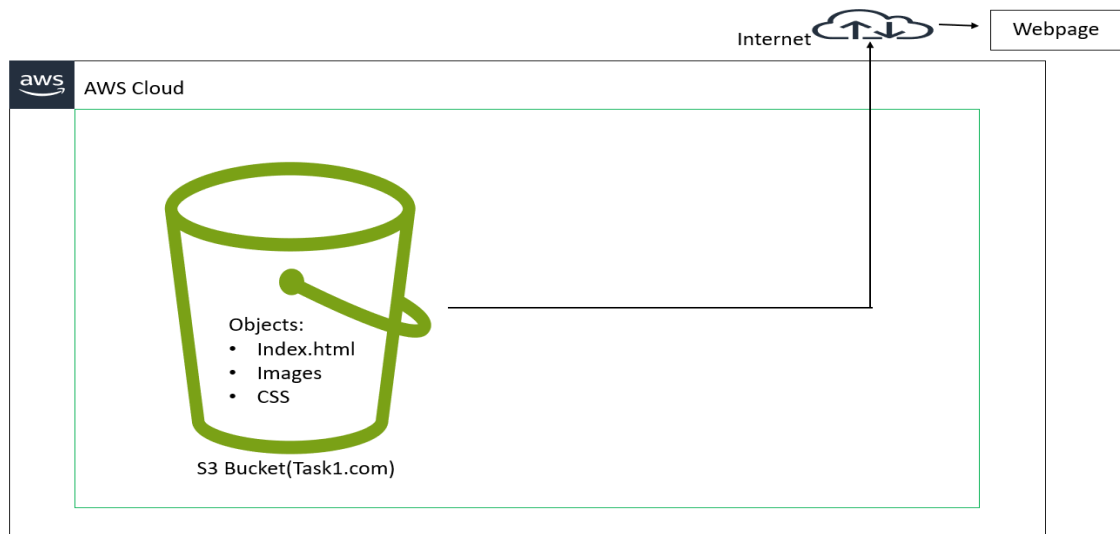 Internet
Webpage
aws
AWS Cloud
Objects:
• Index.html
• Images
• CSS
S3 Bucket(Task1.com)